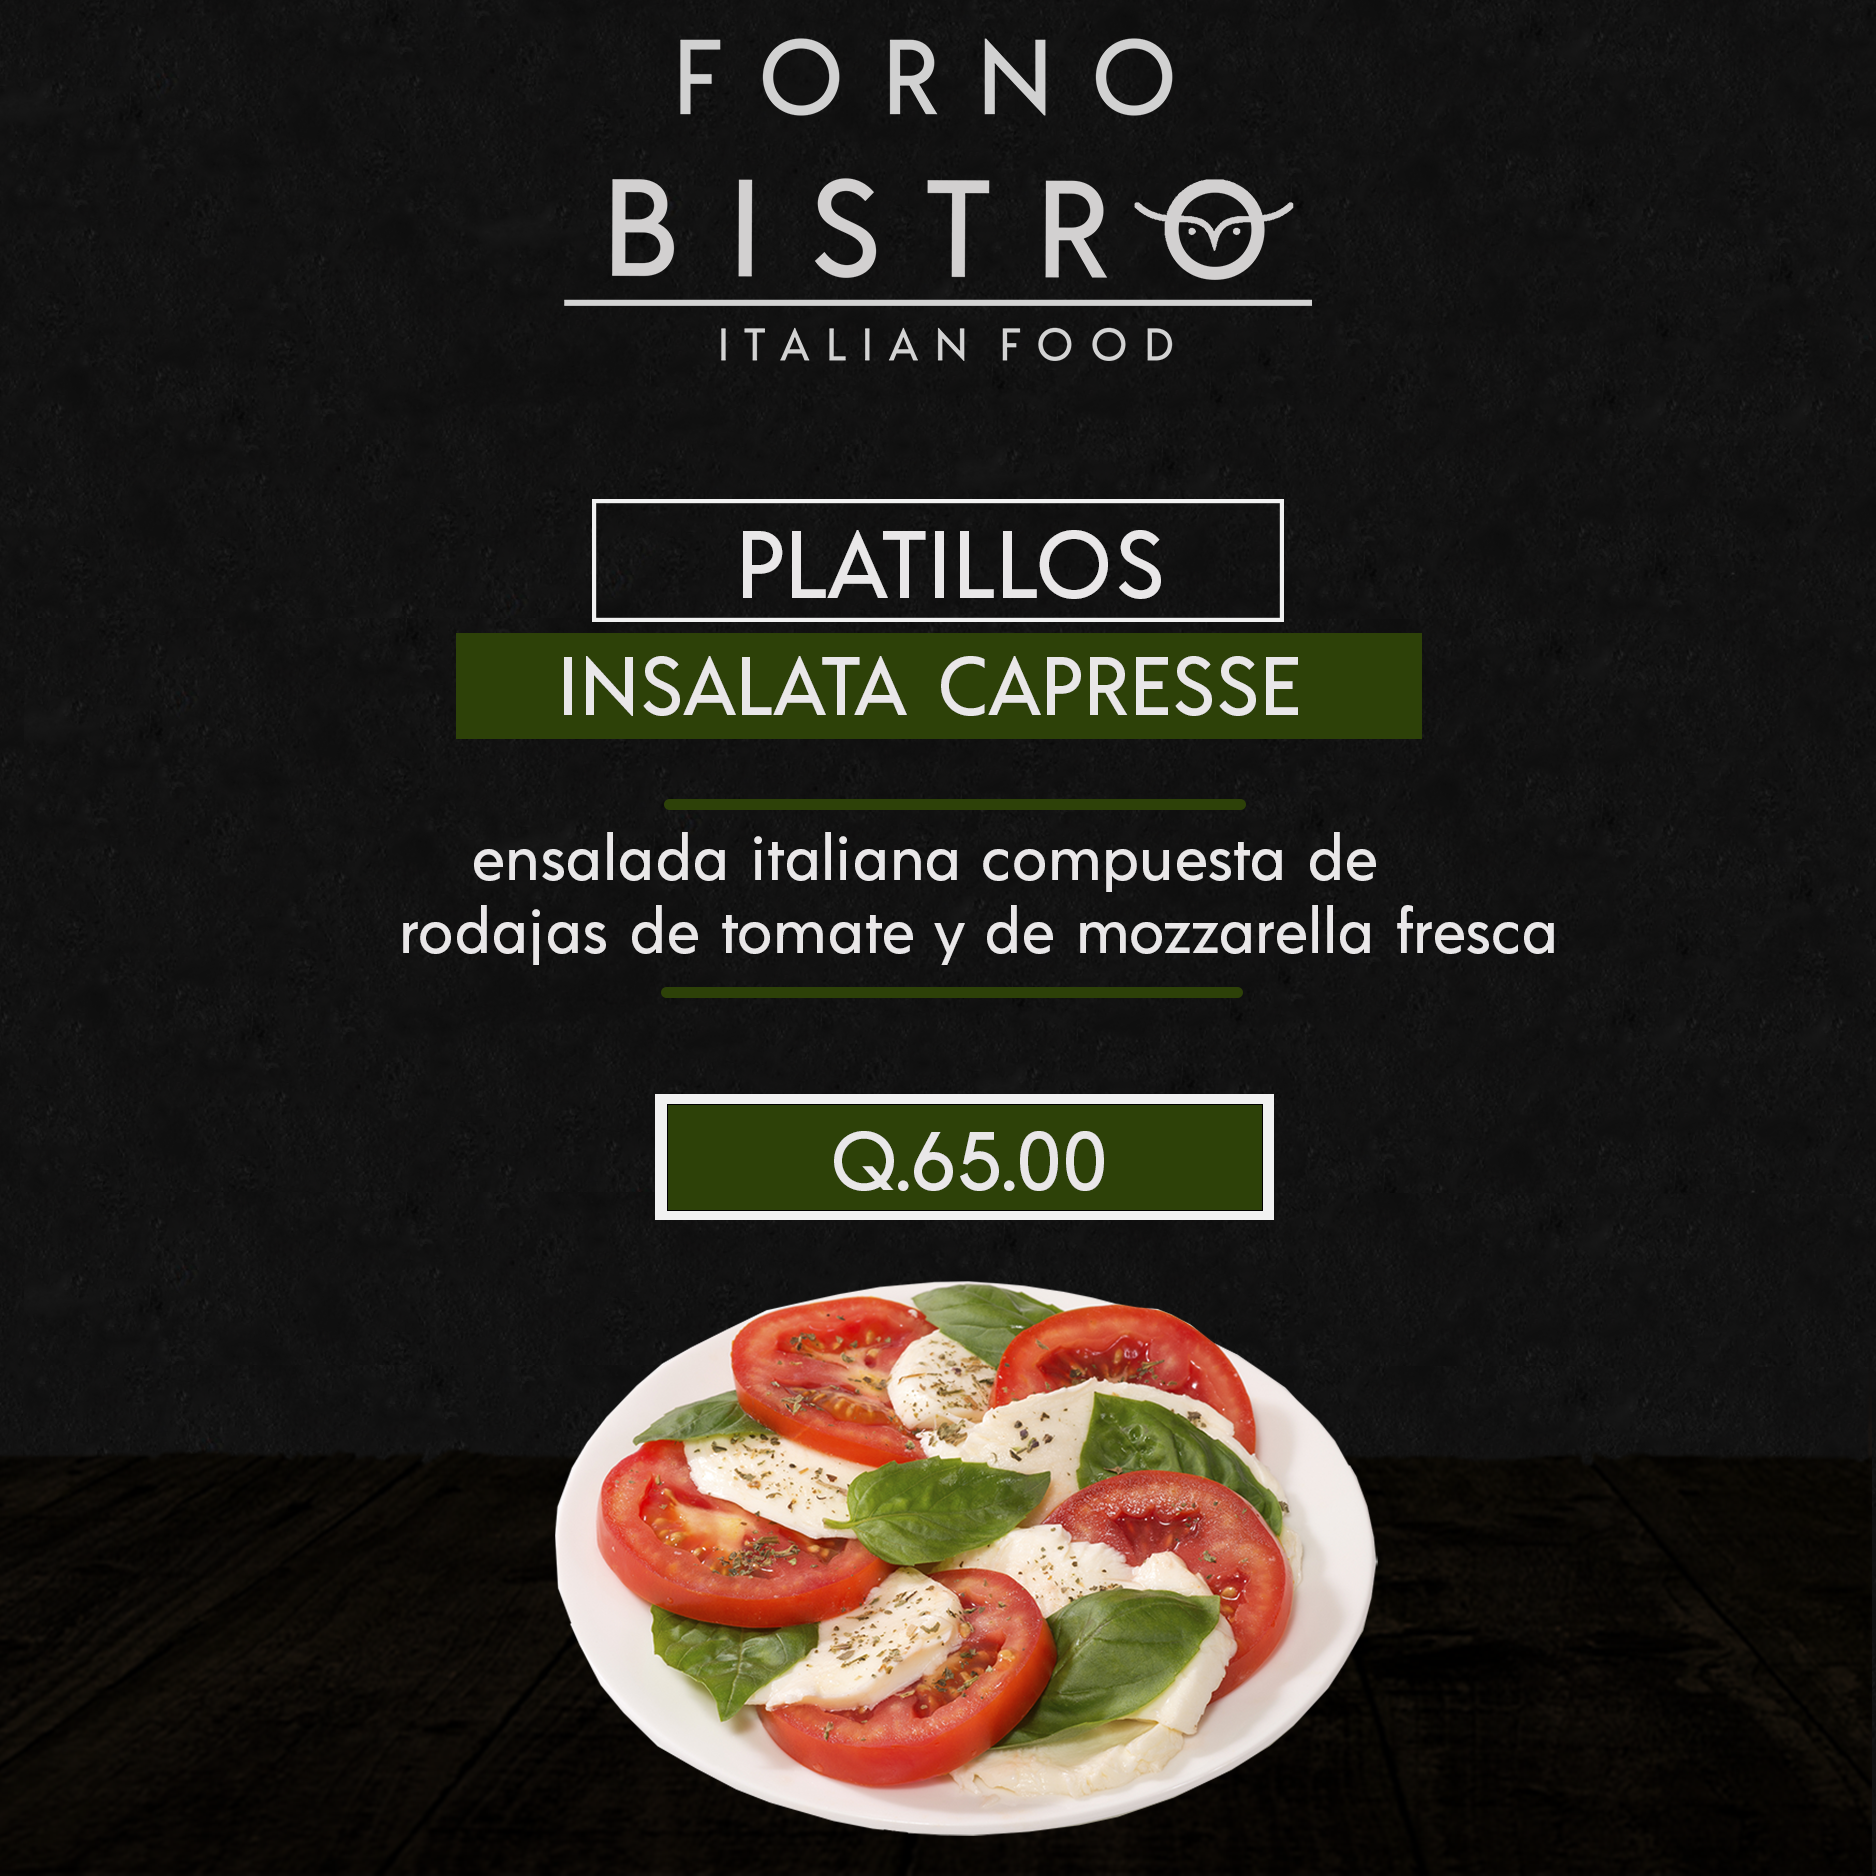 FORNO
BISTRO
ITALIAN FOOD
PLATILLOS
INSALATA CAPRESSE
ensalada italiana compuesta de
rodajas de tomate y de mozzarella fresca
Q.65.00